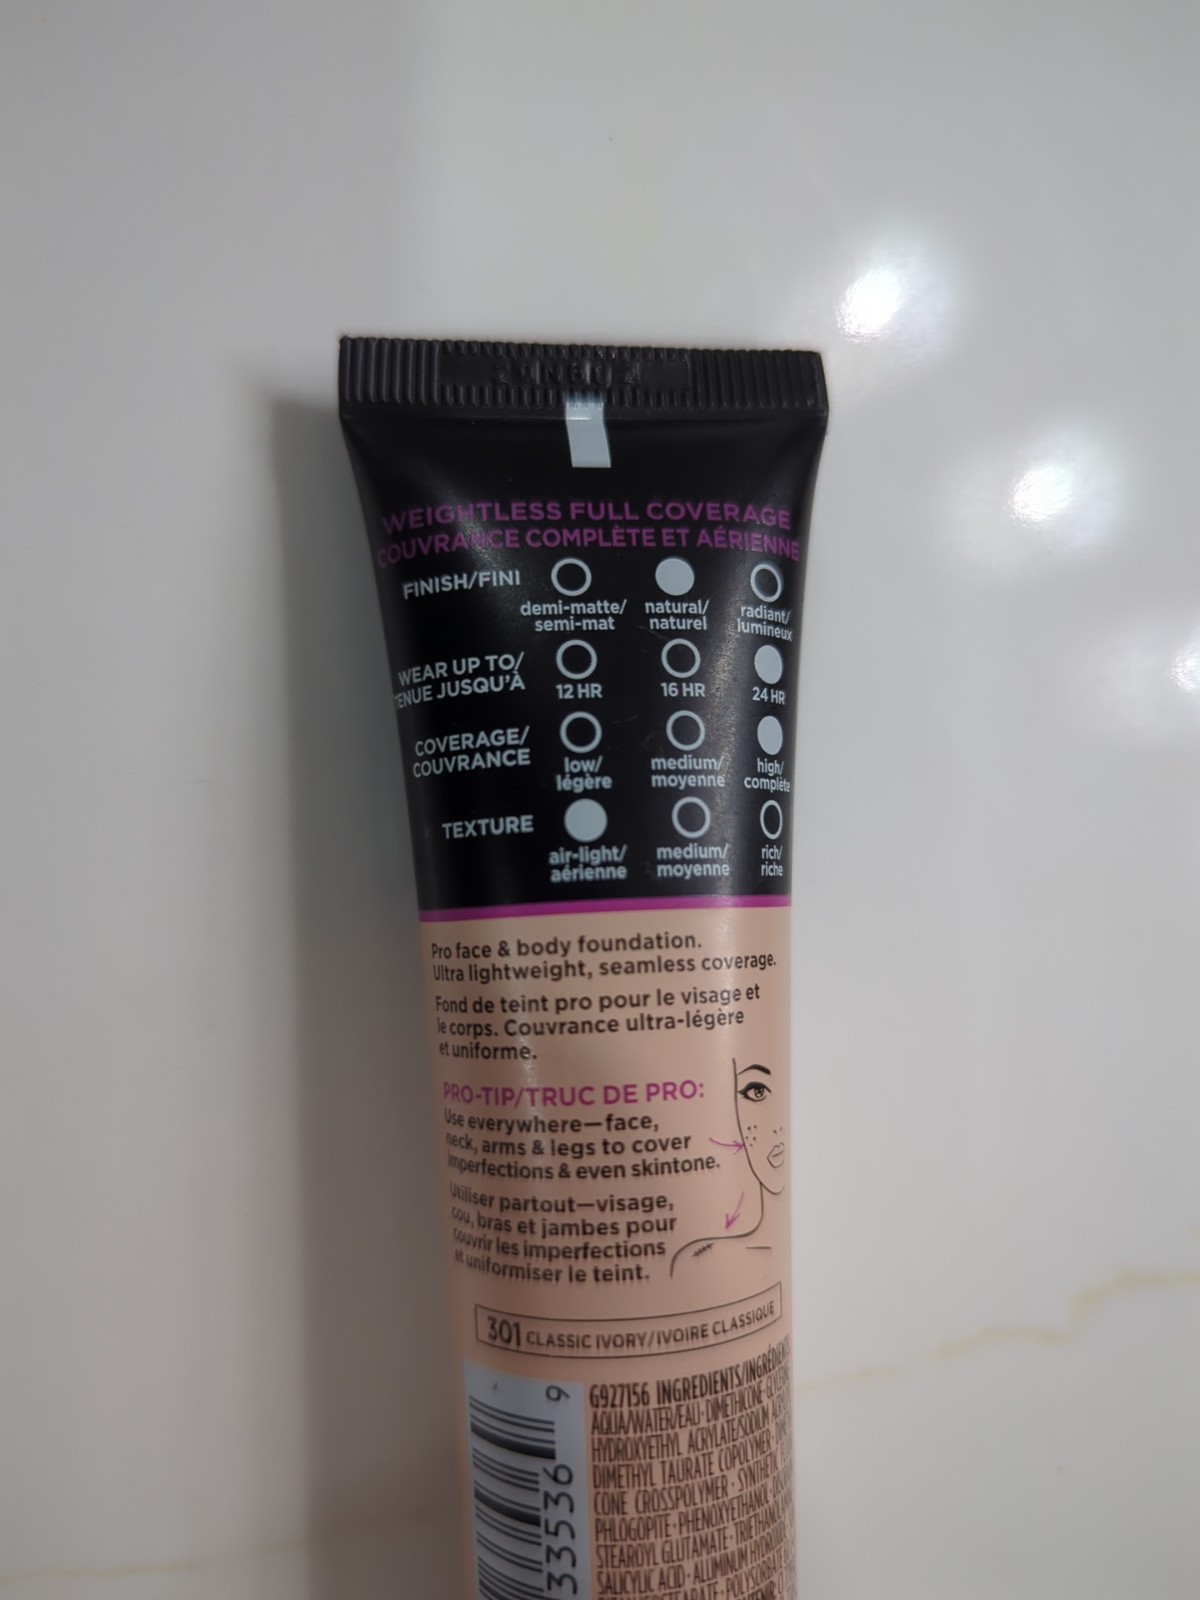 WEIGHTLESS FULL COVERAGE
COUVRANCE COMPLÈTE ET AÉRIENNE
FINISH/FINI
demi-matte/ natural/ radiant/
semi-mat naturel lumineux
WEAR UP TO/
TENUE JUSQU'À
12 HR 16 HR 24 HR
COVERAGE/
COUVRANCE
low/ medium/ high/
légère moyenne complète
TEXTURE
air-light/ medium/ rich/
aérienne moyenne riche
Pro face & body foundation.
Ultra lightweight, seamless coverage.
Fond de teint pro pour le visage et
le corps. Couvrance ultra-légère
et uniforme.
PRO-TIP/TRUC DE PRO:
Use everywhere—face,
neck, arms & legs to cover
imperfections & even skintone.
Utiliser partout—visage,
cou, bras et jambes pour
couvrir les imperfections
et uniformiser le teint.
301 CLASSIC IVORY/IVOIRE CLASSIQUE
33536 9
G927156 INGREDIENTS/INGRÉDIENTS
AQUA/WATER/EAU·DIMETHICONE·
HYDROXYETHYL ACRYLATE/SODIUM
DIMETHYL TAURATE COPOLYMER·
CONE CROSSPOLYMER·SYNTHETIC
PHLOGOPITE·PHENOXYETHANOL·
STEAROYL GLUTAMATE·
SALICYLIC ACID·ALUMINUM HYDROXIDE